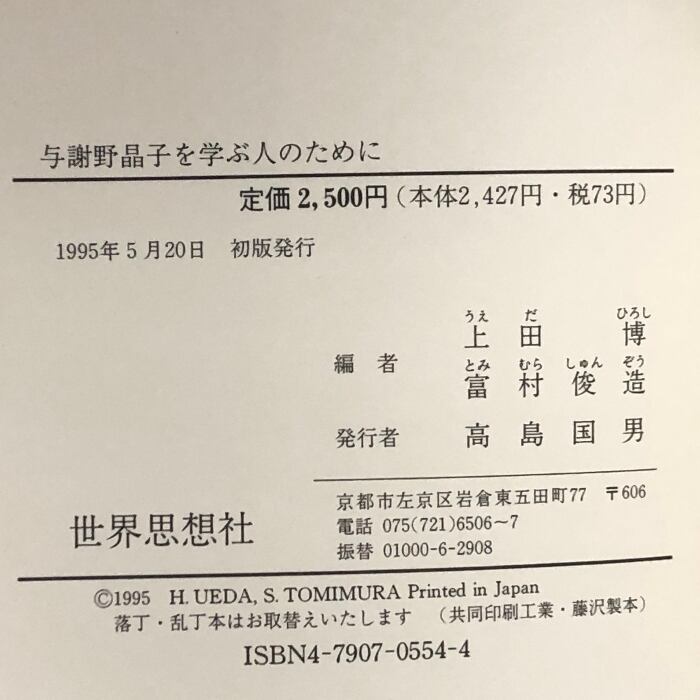 与謝野晶子を学ぶ人のために
定価2,500円(本体2,427円・税73円)
1995年5月20日 初版発行
うえ だ ひろし
上田 博
編者
とみ むら しゅん ぞう
富村俊造
発行者 高島国男
世界思想社
京都市左京区岩倉東五田町77 〒606
電話 075(721)6506~7
振替 01000-6-2908
©1995 H. UEDA, S. TOMIMURA Printed in Japan
落丁・乱丁本はお取替えいたします (共同印刷工業・藤沢製本)
ISBN4-7907-0554-4